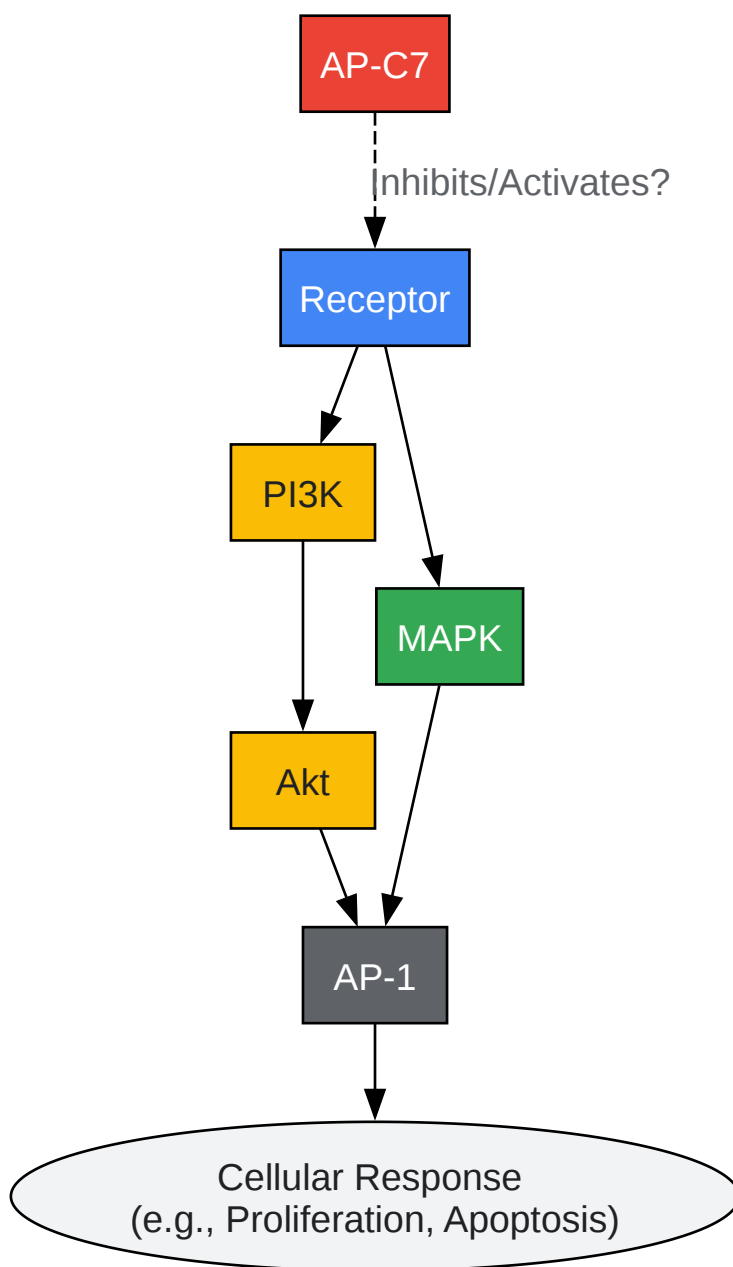 AP-C7
Inhibits/Activates?
Receptor
PI3K
MAPK
Akt
AP-1
Cellular Response
(e.g., Proliferation, Apoptosis)